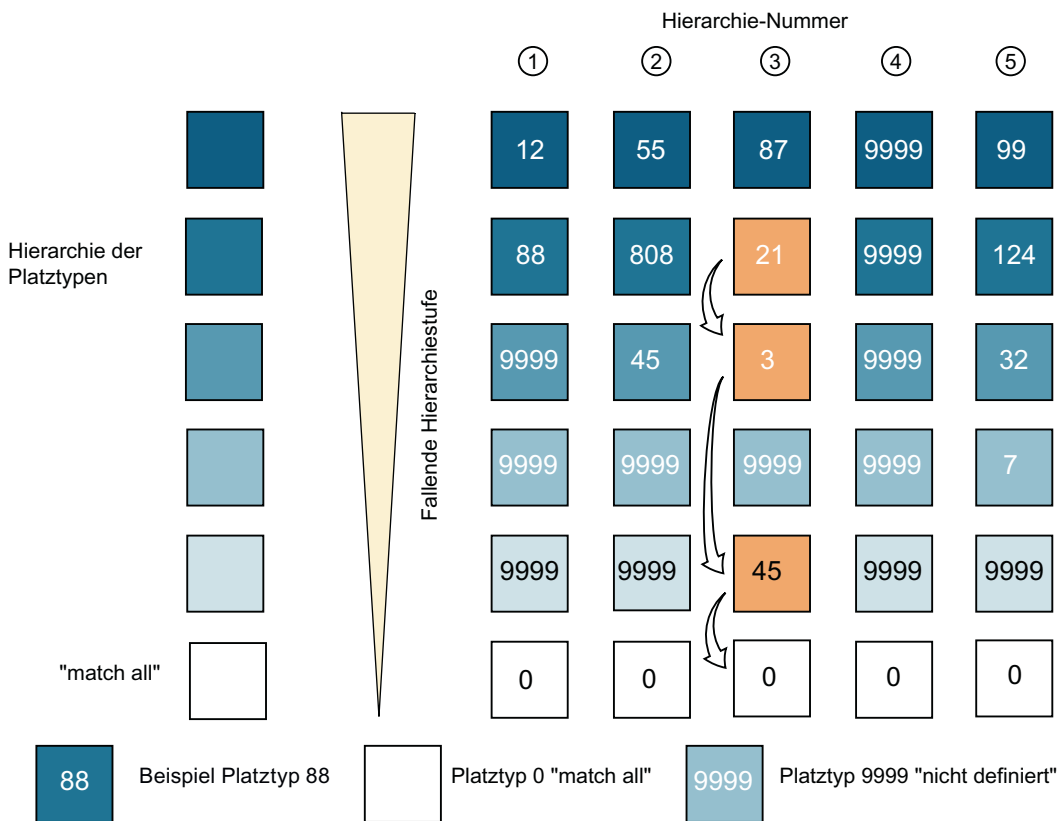 Hierarchie-Nummer
1 2 3 4 5
12 55 87 9999 99
Hierarchie der
Platztypen
88 808 21 9999 124
Fallende Hierarchiestufe
9999 45 3 9999 32
9999 9999 9999 9999 7
9999 9999 45 9999 9999
"match all"
0 0 0 0 0
88 Beispiel Platztyp 88
Platztyp 0 "match all"
9999 Platztyp 9999 "nicht definiert"